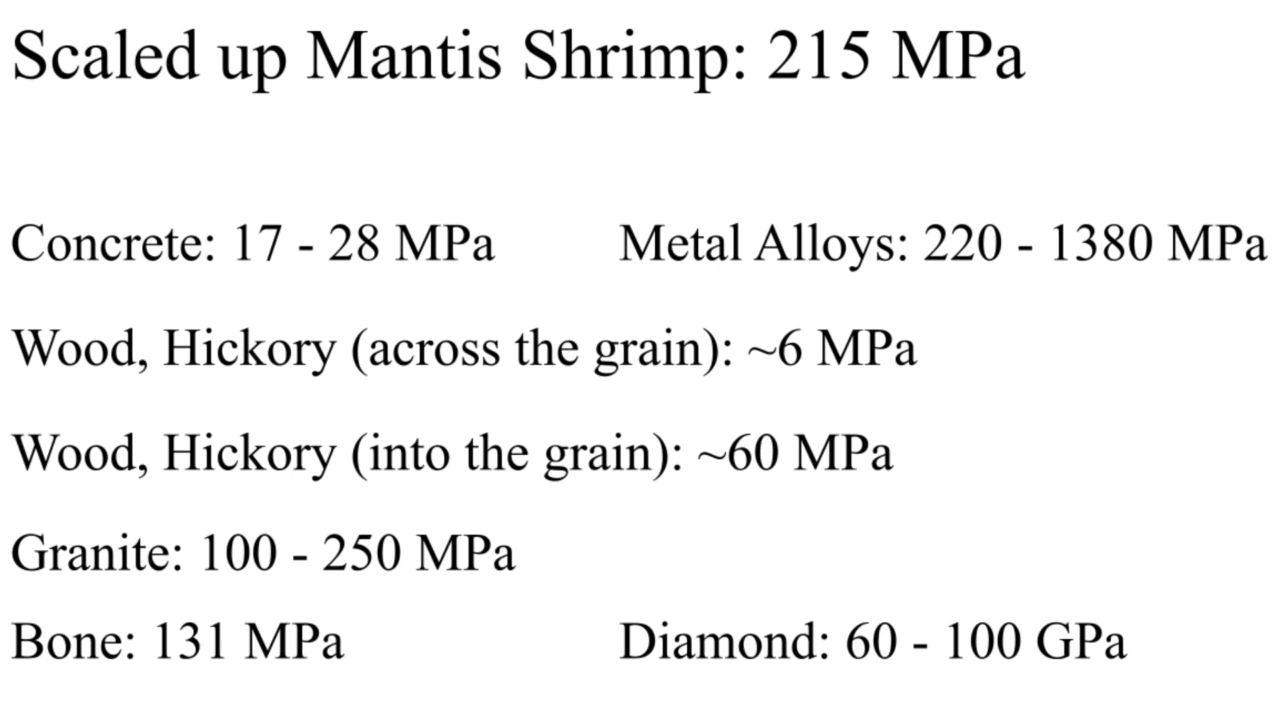 Scaled up Mantis Shrimp: 215 MPa
Concrete: 17 - 28 MPa
Metal Alloys: 220 - 1380 MPa
Wood, Hickory (across the grain): ~6 MPa
Wood, Hickory (into the grain): ~60 MPa
Granite: 100 - 250 MPa
Bone: 131 MPa
Diamond: 60 - 100 GPa